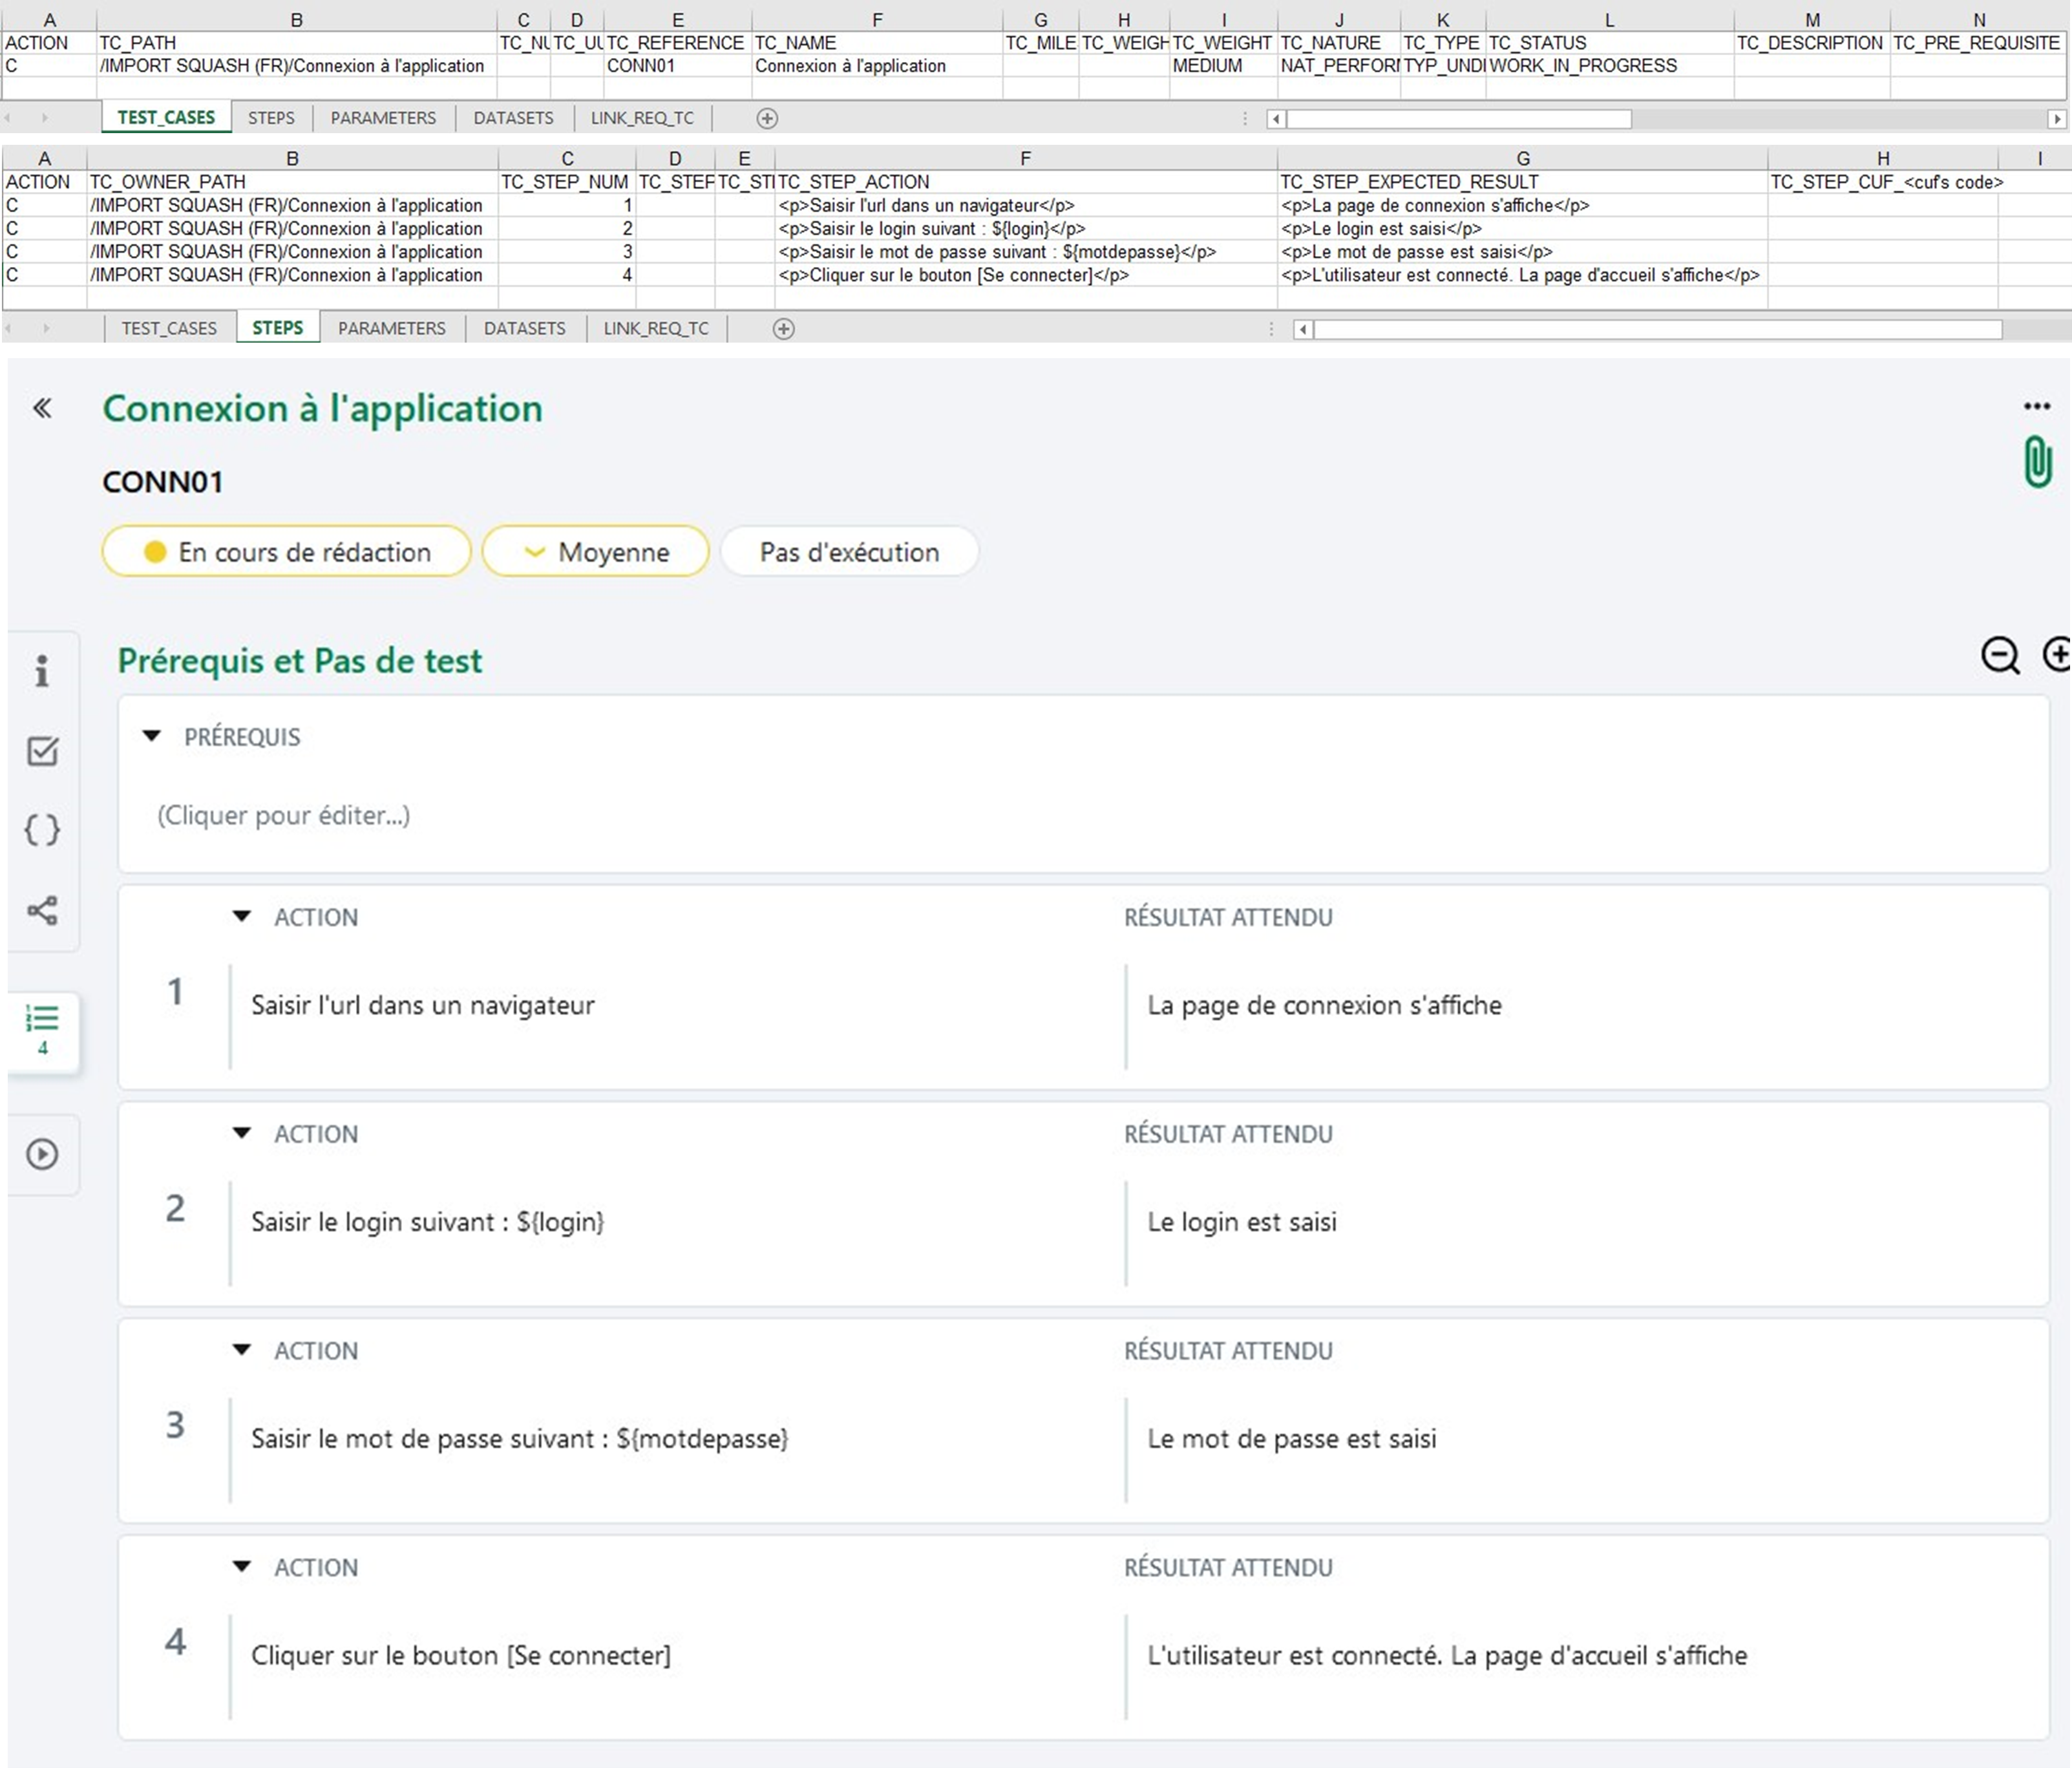 A B C D E F G H I J K L M N
ACTION TC_PATH TC_NU TC_UU TC_REFERENCE TC_NAME TC_MILE TC_WEIGH TC_WEIGHT TC_NATURE TC_TYPE TC_STATUS TC_DESCRIPTION TC_PRE_REQUISITE
C /IMPORT SQUASH (FR)/Connexion à l'application CONN01 Connexion à l'application MEDIUM NAT_PERFORM TYP_UNDI WORK_IN_PROGRESS
TEST_CASES STEPS PARAMETERS DATASETS LINK_REQ_TC
A B C D E F G H I
ACTION TC_OWNER_PATH TC_STEP_NUM TC_STEP TC_STI TC_STEP_ACTION TC_STEP_EXPECTED_RESULT TC_STEP_CUF_<cuf's code>
C /IMPORT SQUASH (FR)/Connexion à l'application 1 <p>Saisir l'url dans un navigateur</p> <p>La page de connexion s'affiche</p>
C /IMPORT SQUASH (FR)/Connexion à l'application 2 <p>Saisir le login suivant : ${login}</p> <p>Le login est saisi</p>
C /IMPORT SQUASH (FR)/Connexion à l'application 3 <p>Saisir le mot de passe suivant : ${motdepasse}</p> <p>Le mot de passe est saisi</p>
C /IMPORT SQUASH (FR)/Connexion à l'application 4 <p>Cliquer sur le bouton [Se connecter]</p> <p>L'utilisateur est connecté. La page d'accueil s'affiche</p>
TEST_CASES STEPS PARAMETERS DATASETS LINK_REQ_TC
Connexion à l'application
CONN01
En cours de rédaction Moyenne Pas d'exécution
Prérequis et Pas de test
PRÉREQUIS
(Cliquer pour éditer...)
ACTION RÉSULTAT ATTENDU
1 Saisir l'url dans un navigateur La page de connexion s'affiche
4
ACTION RÉSULTAT ATTENDU
2 Saisir le login suivant : ${login} Le login est saisi
ACTION RÉSULTAT ATTENDU
3 Saisir le mot de passe suivant : ${motdepasse} Le mot de passe est saisi
ACTION RÉSULTAT ATTENDU
4 Cliquer sur le bouton [Se connecter] L'utilisateur est connecté. La page d'accueil s'affiche